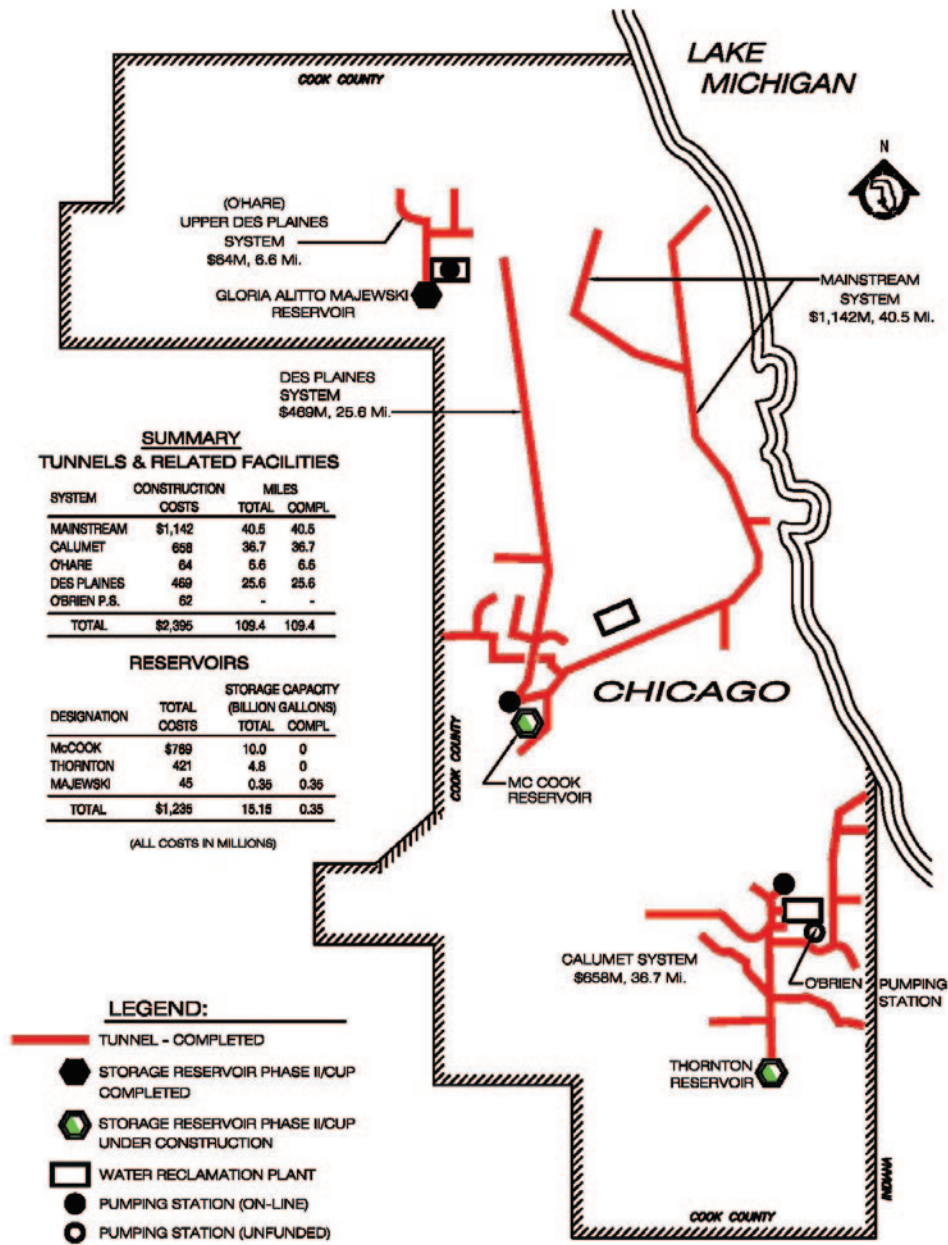 LAKE
MICHIGAN
COOK COUNTY
N
(O'HARE)
UPPER DES PLAINES
SYSTEM
$64M, 6.6 Mi.
GLORIA ALITTO MAJEWSKI
RESERVOIR
MAINSTREAM
SYSTEM
$1,142M, 40.5 Mi.
DES PLAINES
SYSTEM
$469M, 25.6 Mi.
SUMMARY
TUNNELS & RELATED FACILITIES
SYSTEM CONSTRUCTION COSTS MILES TOTAL COMPL
MAINSTREAM $1,142 40.5 40.5
CALUMET 658 36.7 36.7
O'HARE 64 6.6 6.6
DES PLAINES 469 25.6 25.6
O'BRIEN P.S. 62 - -
TOTAL $2,395 109.4 109.4
RESERVOIRS
DESIGNATION TOTAL COSTS STORAGE CAPACITY (BILLION GALLONS) TOTAL COMPL
McCOOK $769 10.0 0
THORNTON 421 4.8 0
MAJEWSKI 45 0.35 0.35
TOTAL $1,235 15.15 0.35
(ALL COSTS IN MILLIONS)
CHICAGO
COOK COUNTY
MC COOK
RESERVOIR
CALUMET SYSTEM
$658M, 36.7 Mi.
O'BRIEN PUMPING
STATION
THORNTON
RESERVOIR
INDIANA
COOK COUNTY
LEGEND:
TUNNEL - COMPLETED
STORAGE RESERVOIR PHASE II/CUP
COMPLETED
STORAGE RESERVOIR PHASE II/CUP
UNDER CONSTRUCTION
WATER RECLAMATION PLANT
PUMPING STATION (ON-LINE)
PUMPING STATION (UNFUNDED)